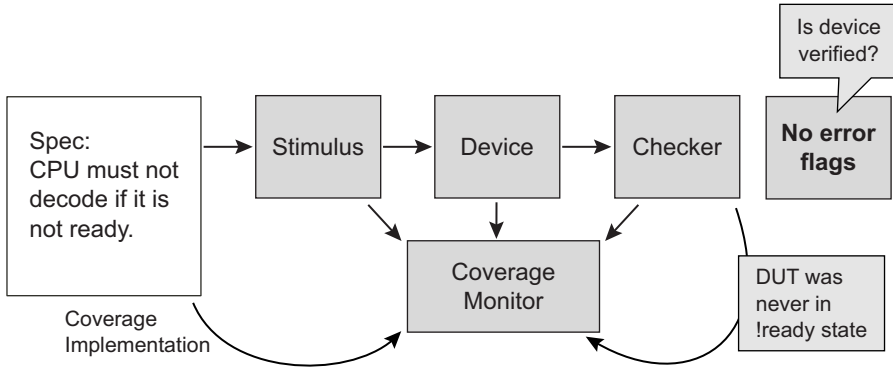 Is device
verified?
Spec:
CPU must not
decode if it is
not ready.
Stimulus
Device
Checker
No error
flags
Coverage
Monitor
DUT was
never in
!ready state
Coverage
Implementation